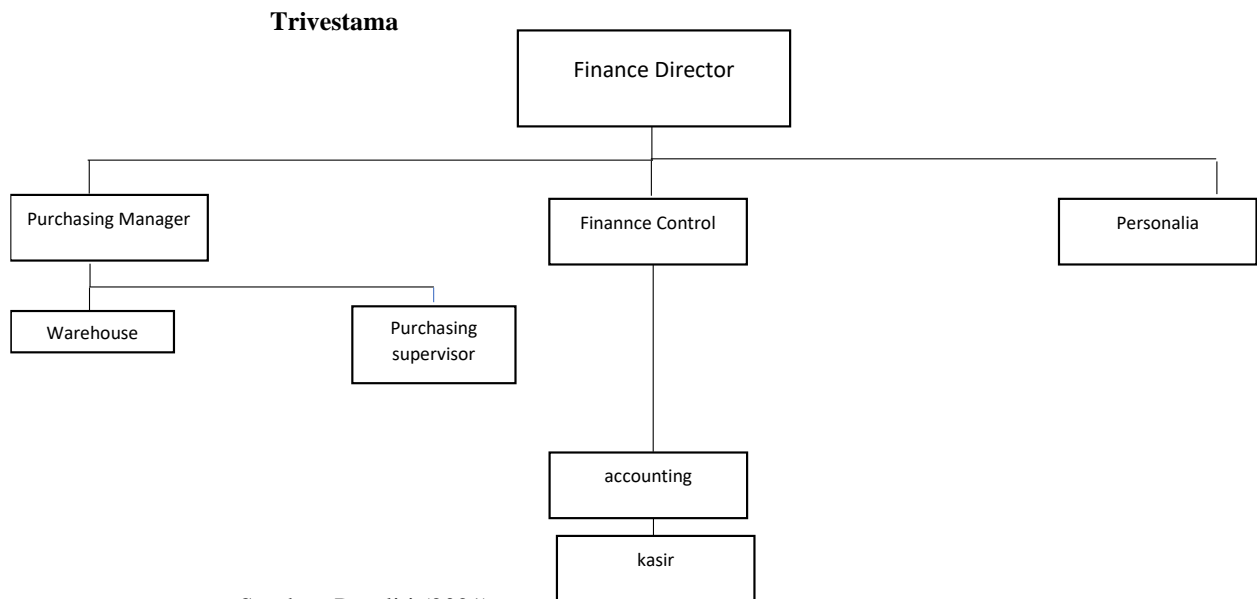 Trivestama
Finance Director
Purchasing Manager
Finannce Control
Personalia
Warehouse
Purchasing
supervisor
accounting
kasir